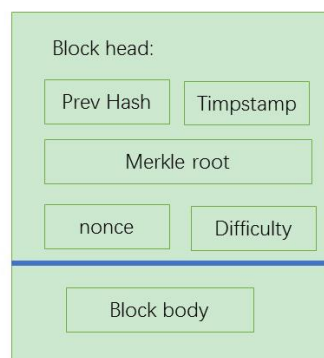 Block head:
Prev Hash Timpstamp
Merkle root
nonce Difficulty
Block body